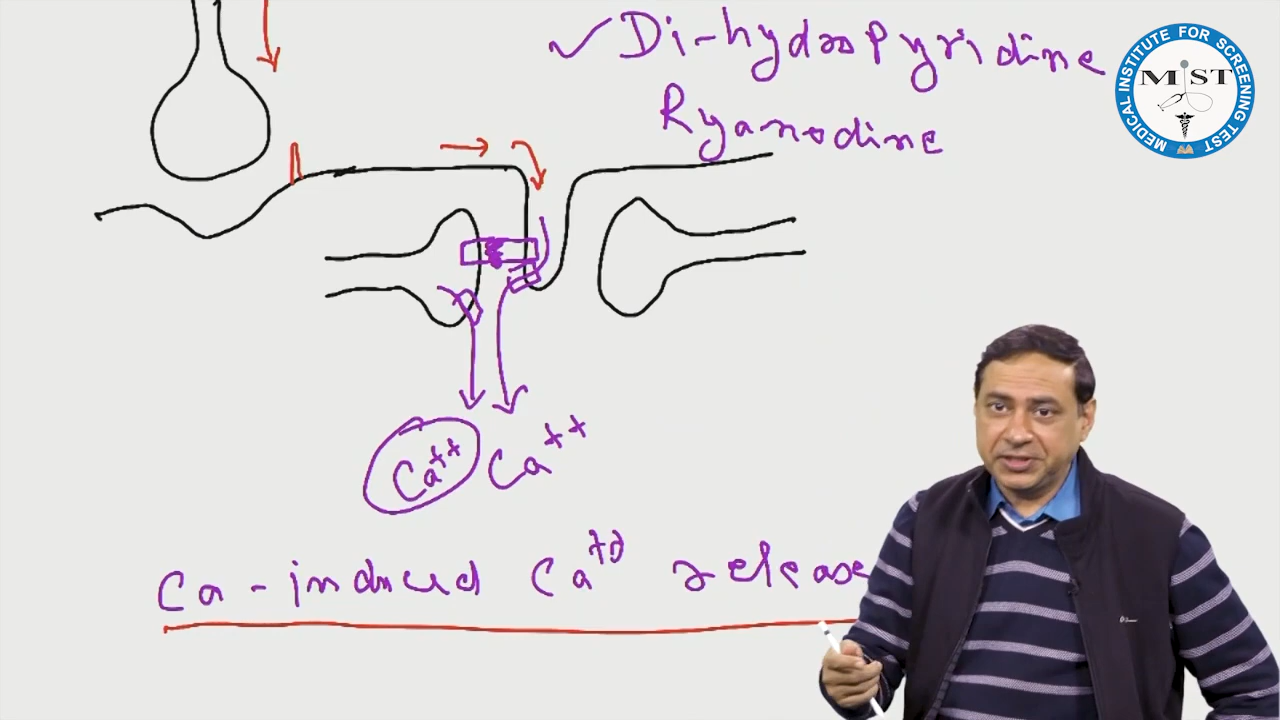 ✓ Di-hydropyridine
Ryanodine
MEDICAL INSTITUTE FOR SCREENING TEST
MIST
Ca++ Ca++
Ca-induced Ca++ release